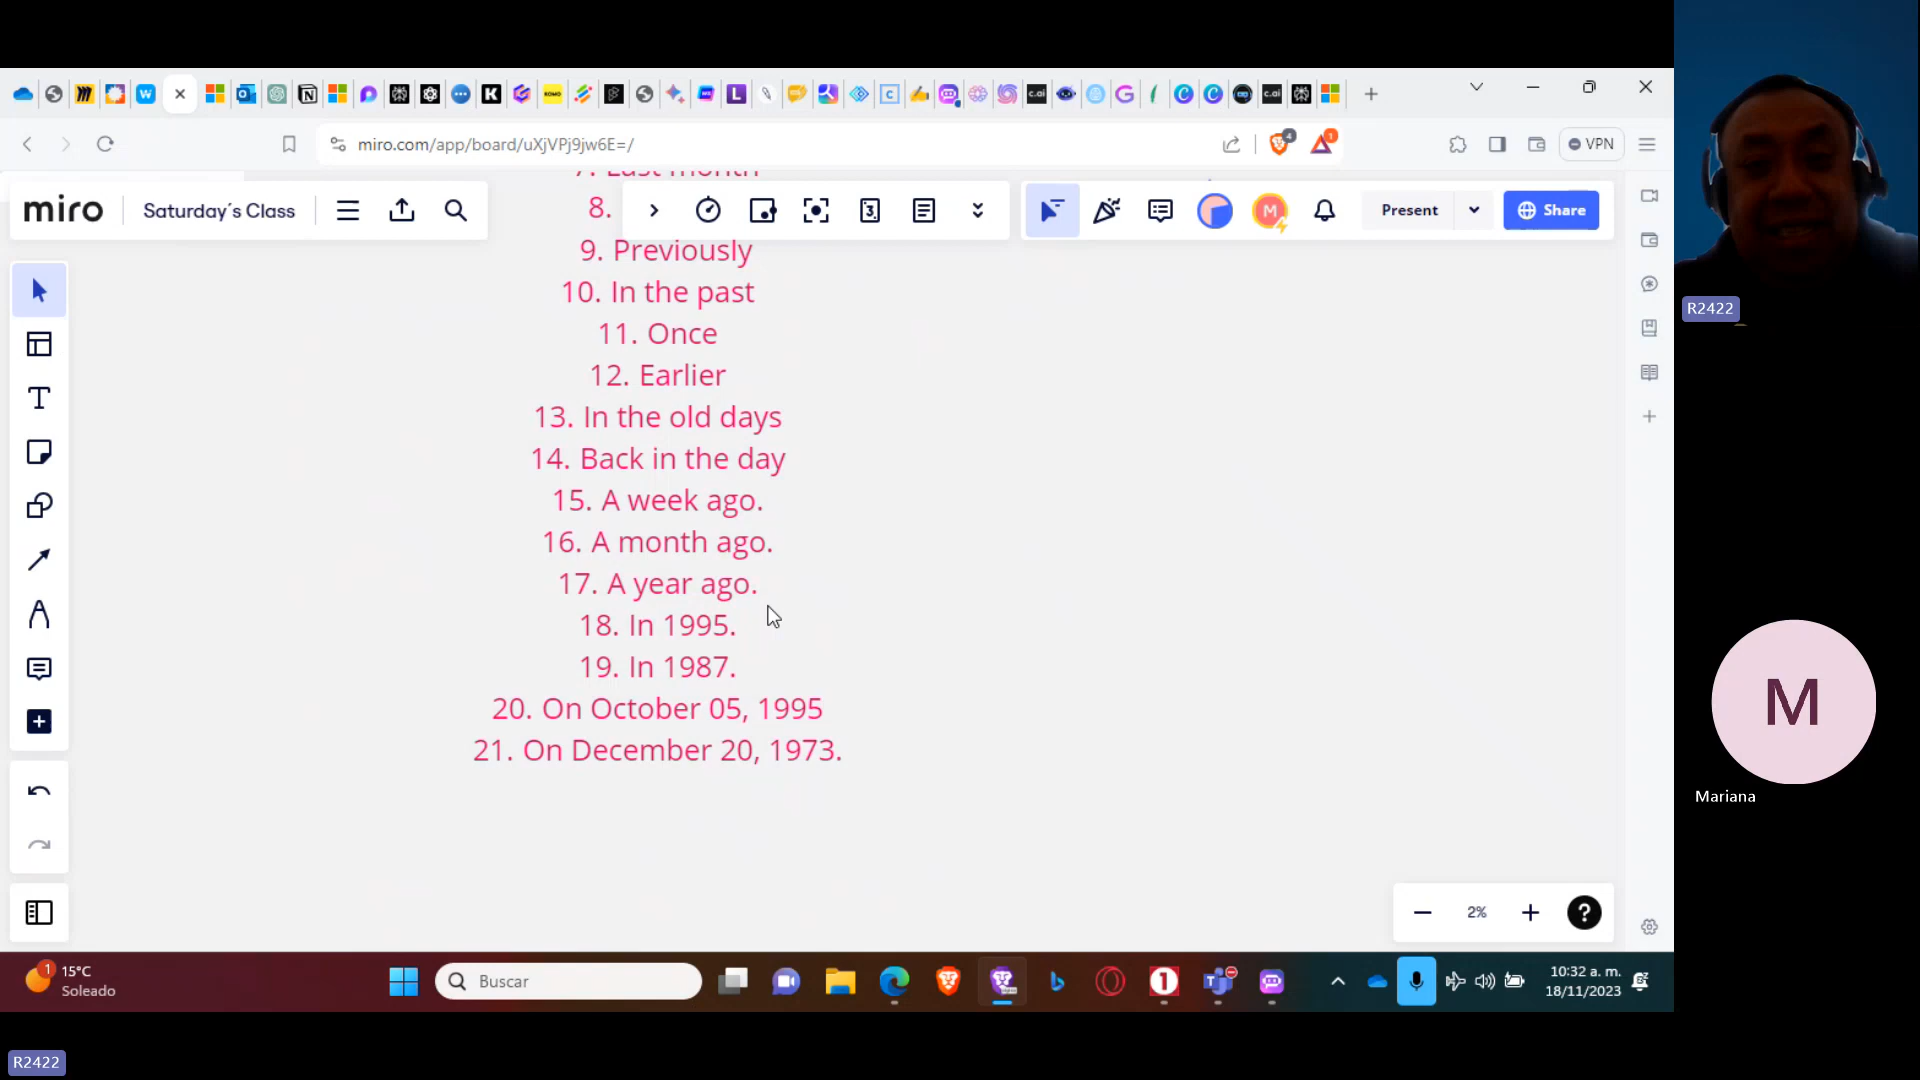 miro.com/app/board/uXjVPj9jw6E=/
VPN
7. Last month
miro
Saturday´s Class
8.
M
Present
Share
9. Previously
10. In the past
11. Once
12. Earlier
13. In the old days
14. Back in the day
15. A week ago.
16. A month ago.
17. A year ago.
18. In 1995.
19. In 1987.
20. On October 05, 1995
21. On December 20, 1973.
2%
15°C
Soleado
Buscar
10:32 a. m.
18/11/2023
R2422
M
Mariana
R2422